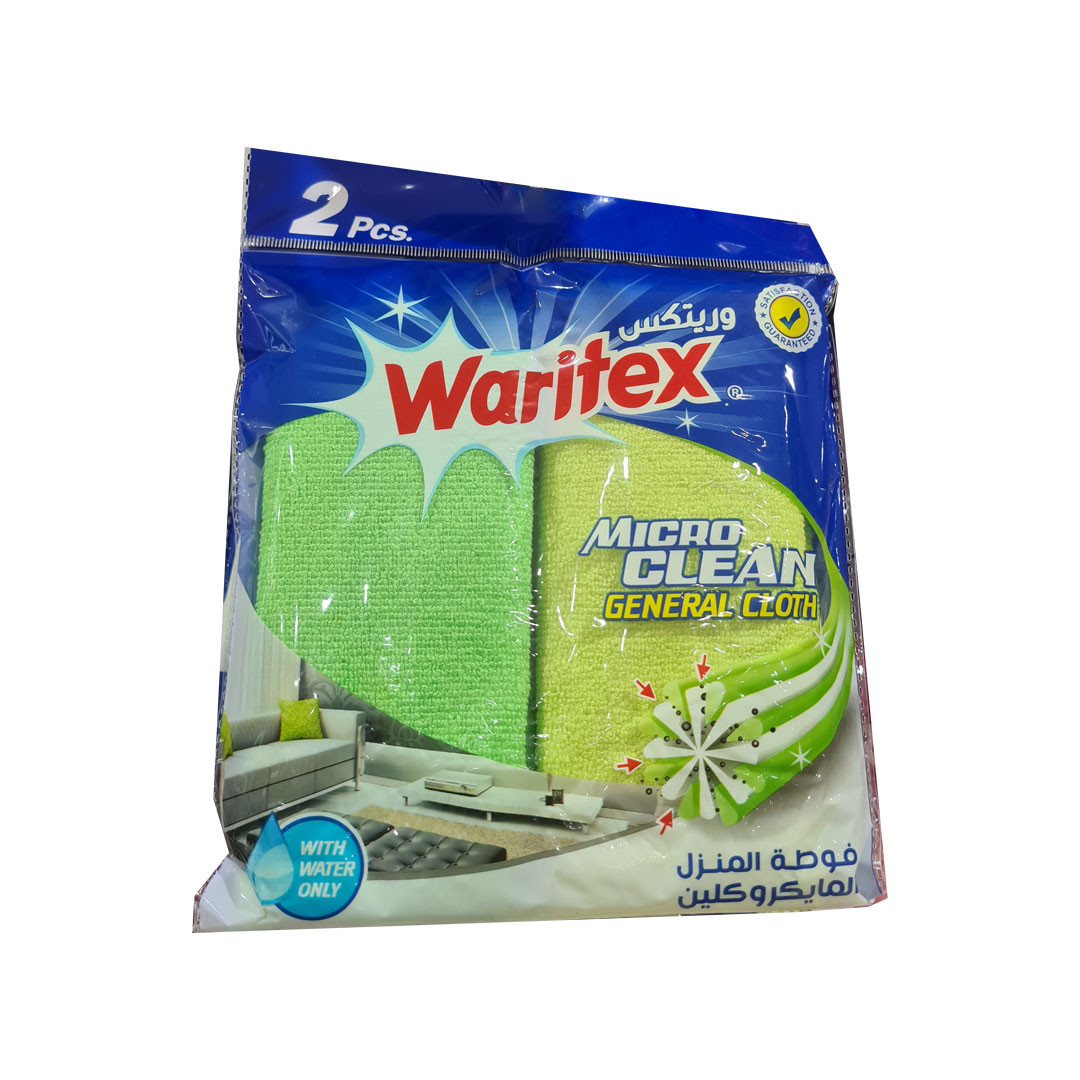 2 Pcs.
وريتكس
Waritex ®
SATISFACTION GUARANTEED
MICRO
CLEAN
GENERAL CLOTH
WITH
WATER
ONLY
فوطة المنزل
المايكروكلين